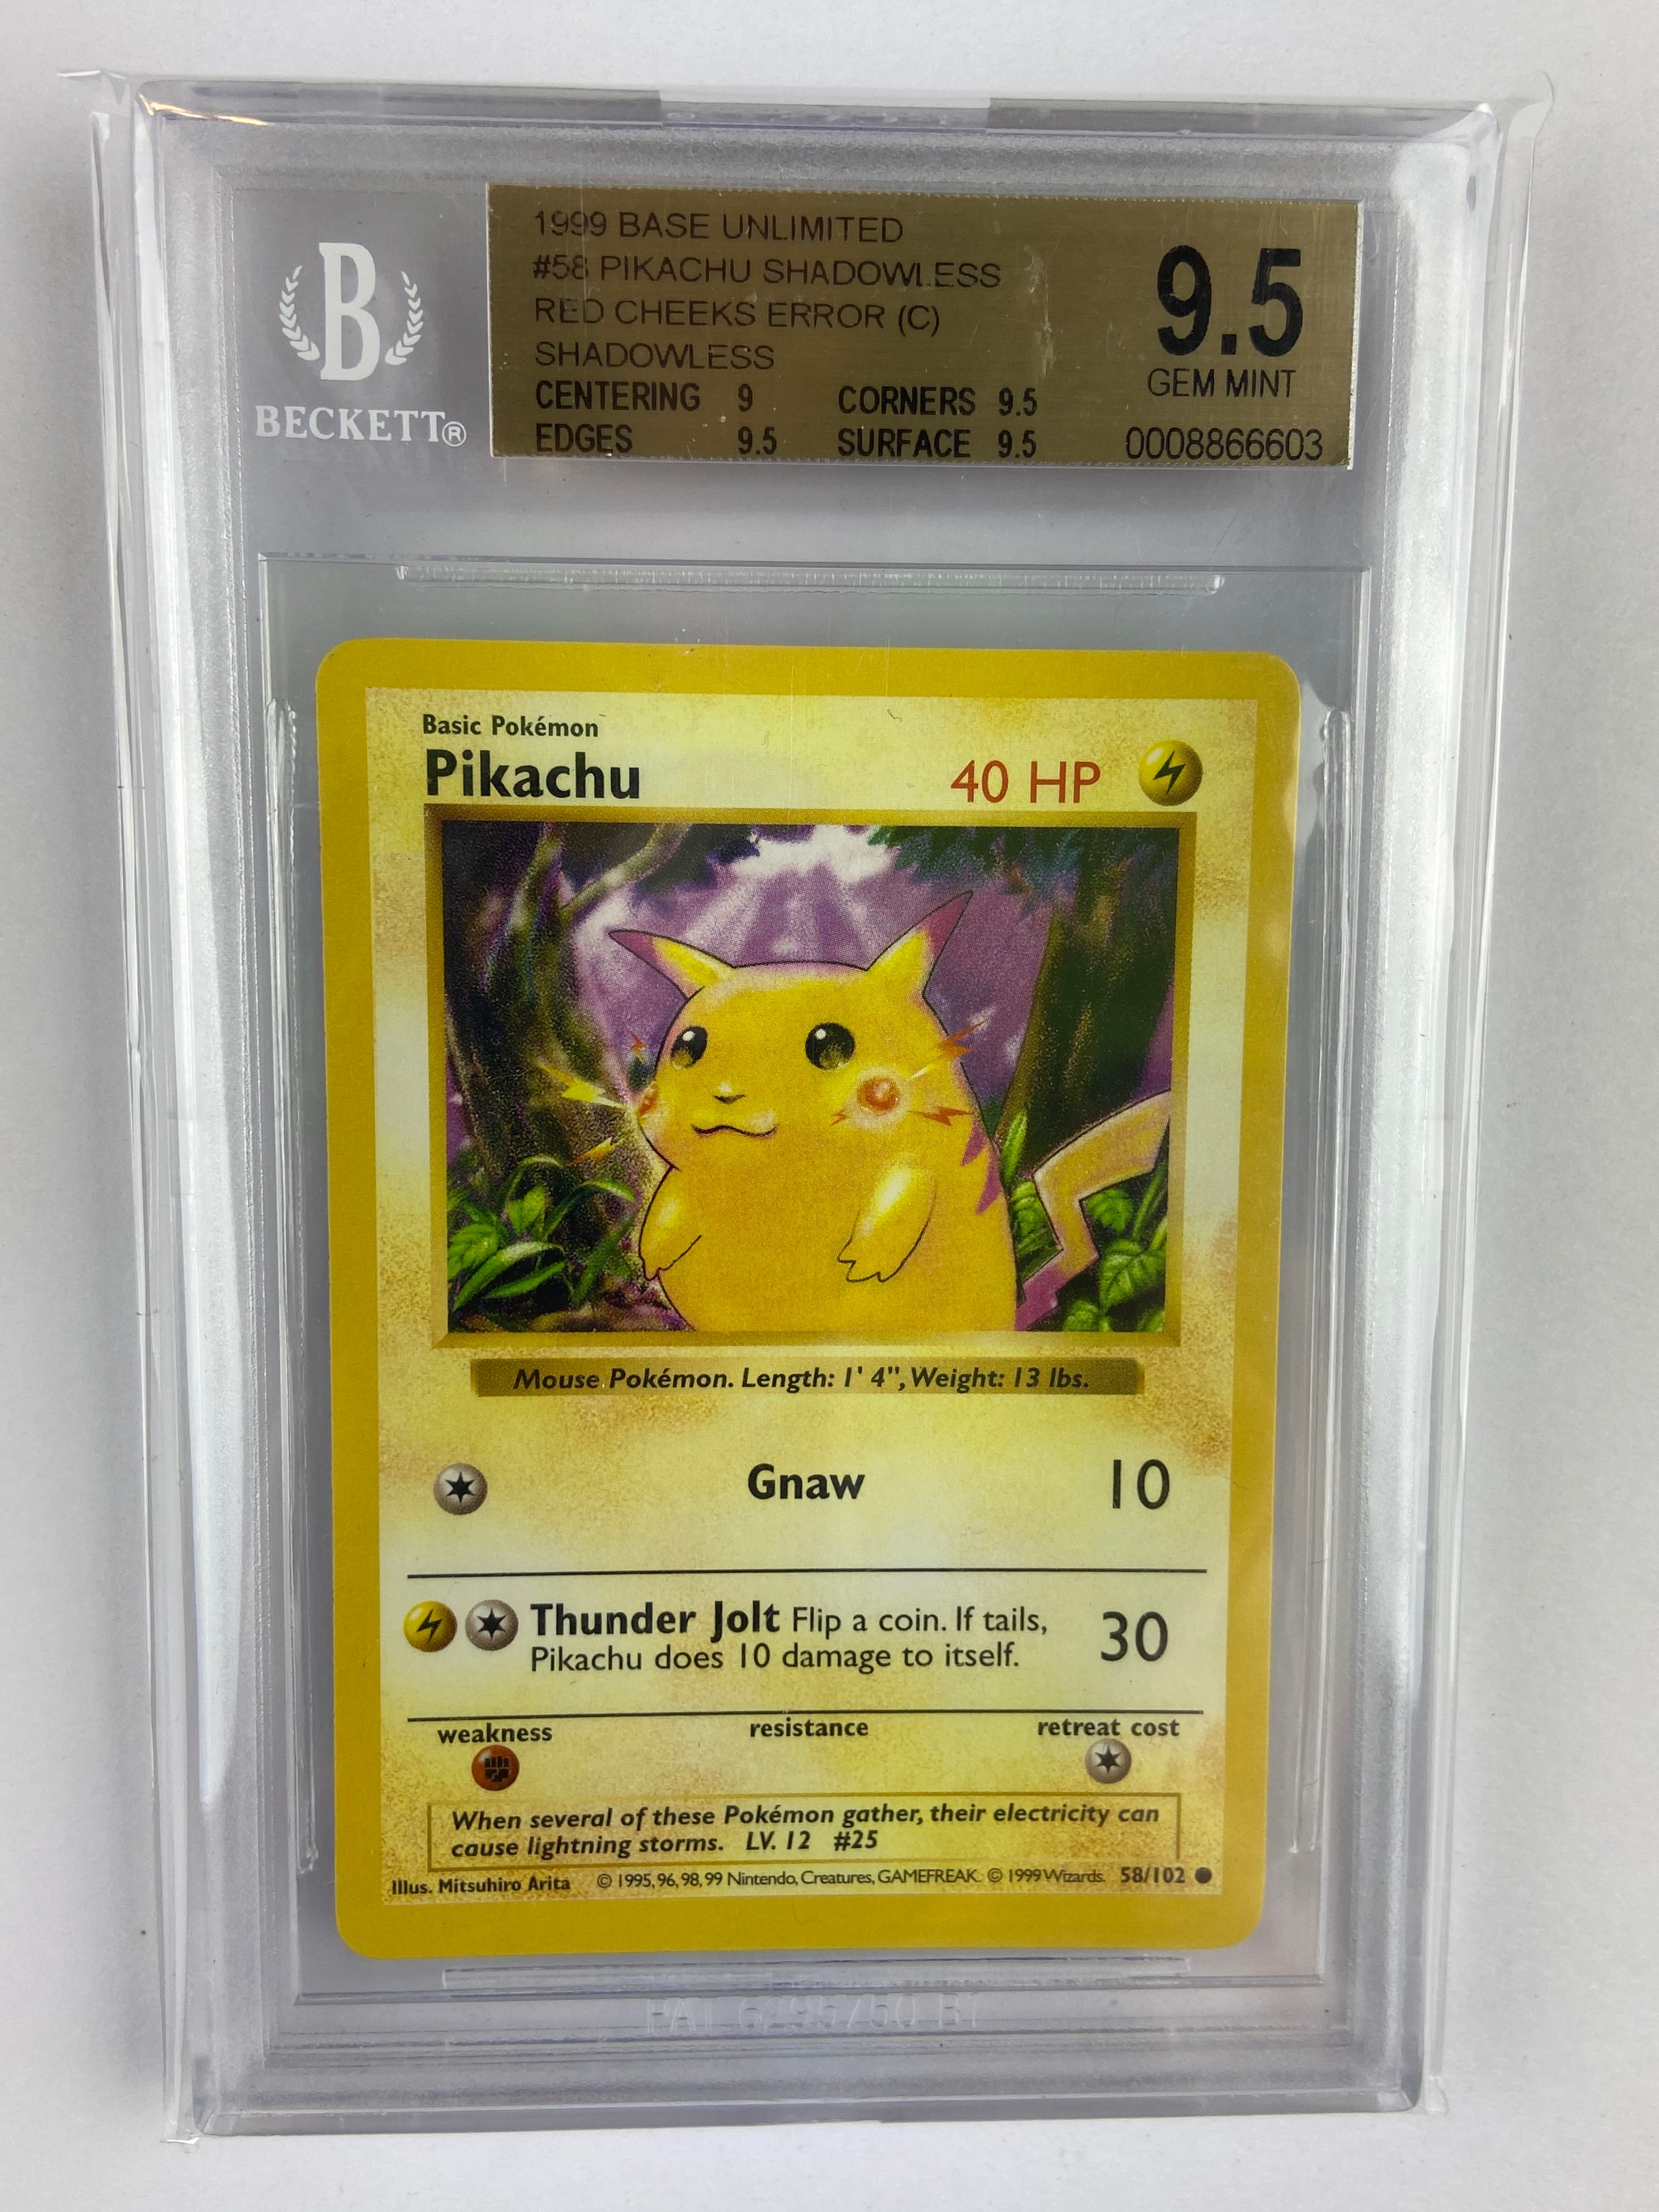 1999 BASE UNLIMITED
#58 PIKACHU SHADOWLESS
RED CHEEKS ERROR (C)
SHADOWLESS
CENTERING 9 CORNERS 9.5
EDGES 9.5 SURFACE 9.5
9.5
GEM MINT
0008866603
B
BECKETT®
Basic Pokémon
Pikachu 40 HP
Mouse Pokémon. Length: 1' 4", Weight: 13 lbs.
Gnaw 10
Thunder Jolt Flip a coin. If tails, 30
Pikachu does 10 damage to itself.
weakness resistance retreat cost
When several of these Pokémon gather, their electricity can
cause lightning storms. LV. 12 #25
Illus. Mitsuhiro Arita © 1995, 96, 98, 99 Nintendo, Creatures, GAMEFREAK. © 1999 Wizards. 58/102